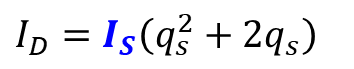 I_D = I_S(q_s^2 + 2q_s)